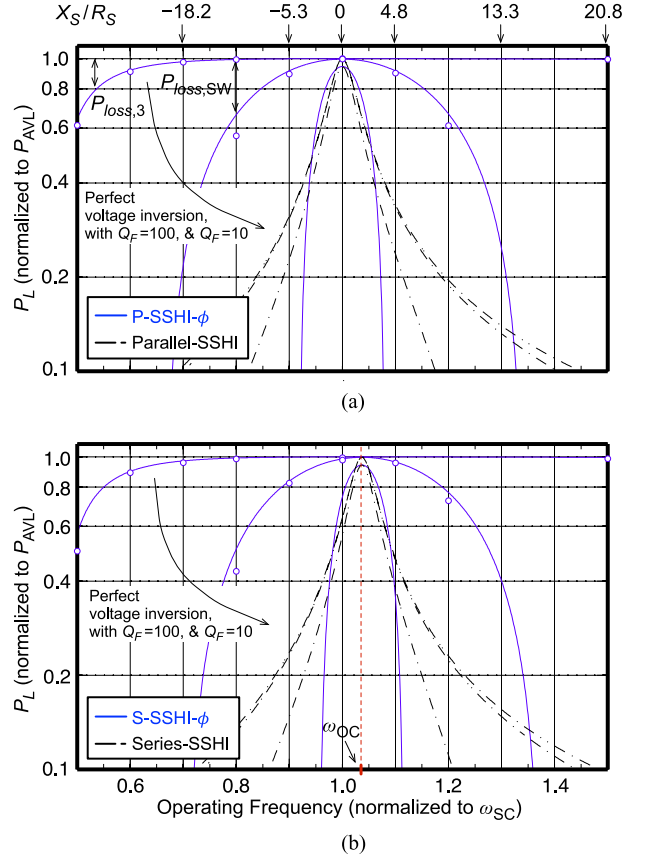 X_S/R_S −18.2 −5.3 0 4.8 13.3 20.8
1.0
0.8
0.6
0.4
0.2
0.1
P_L (normalized to P_AVL)
P_loss,3
P_loss,SW
Perfect
voltage inversion,
with Q_F=100, & Q_F=10
P-SSHI-ϕ
Parallel-SSHI
(a)
1.0
0.8
0.6
0.4
0.2
0.1
P_L (normalized to P_AVL)
Perfect
voltage inversion,
with Q_F=100, & Q_F=10
S-SSHI-ϕ
Series-SSHI
ω_OC
0.6 0.8 1.0 1.2 1.4
Operating Frequency (normalized to ω_SC)
(b)